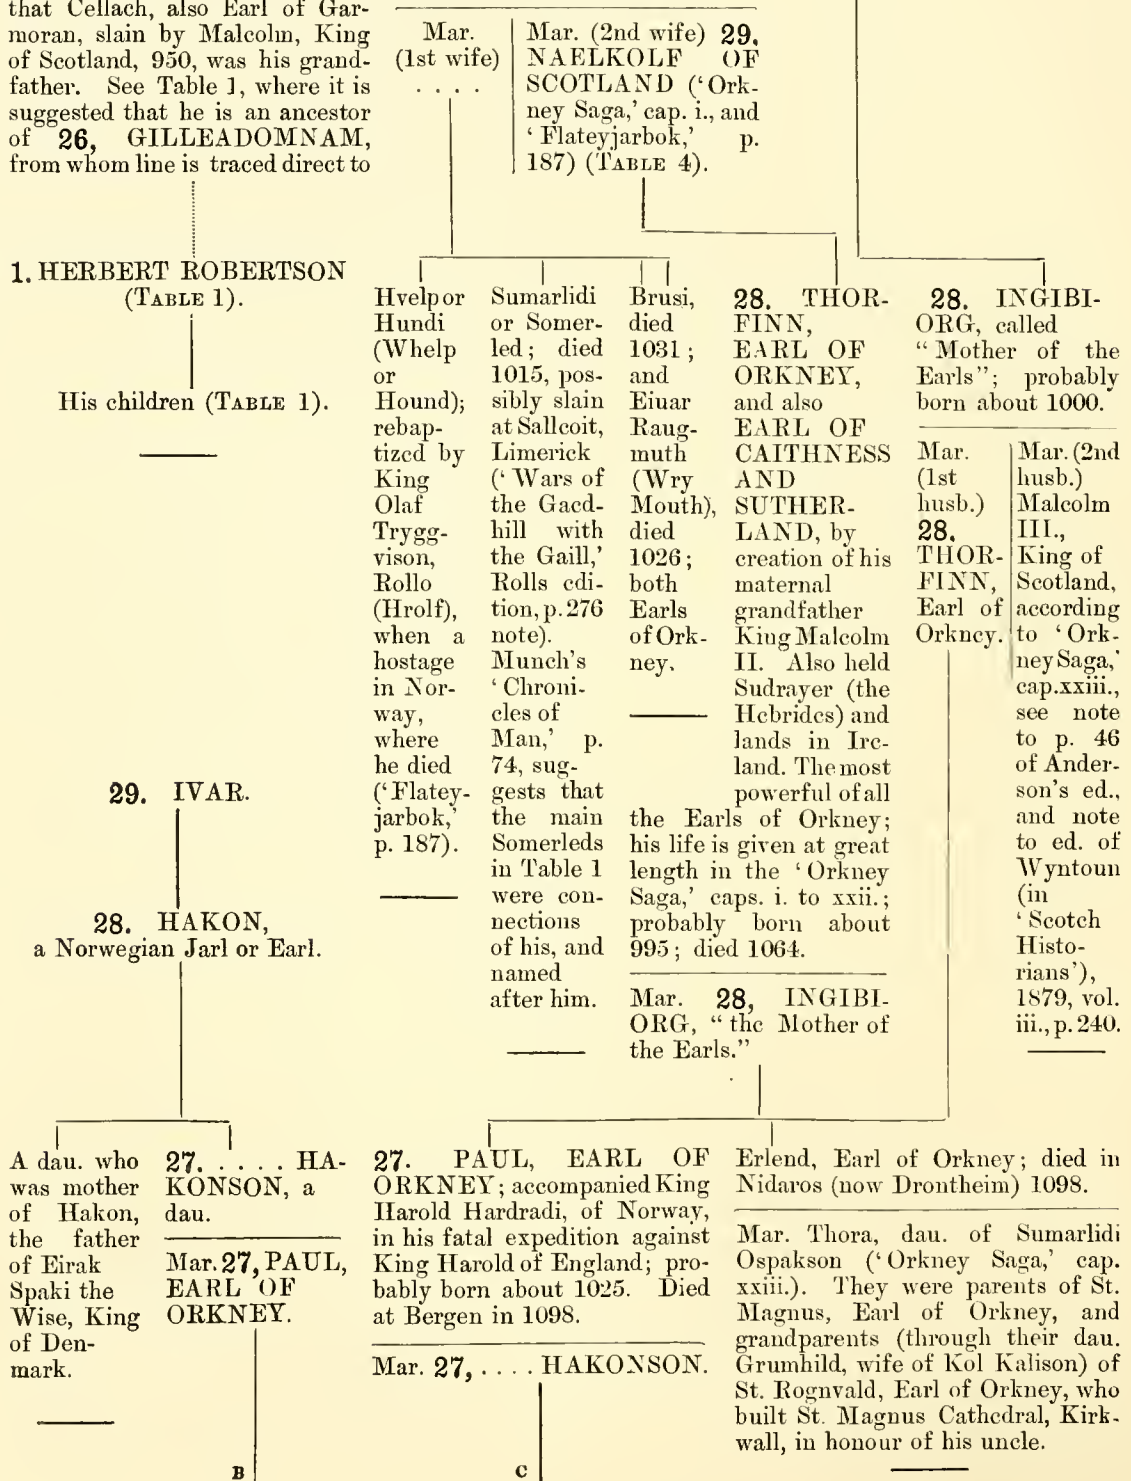 that Cellach, also Earl of Gar-
moran, slain by Malcolm, King
of Scotland, 950, was his grand-
father. See Table 1, where it is
suggested that he is an ancestor
of 26, GILLEADOMNAM,
from whom line is traced direct to
1. HERBERT ROBERTSON
(TABLE 1).
His children (TABLE 1).
Mar.
(1st wife)
. . . .
Mar. (2nd wife) 29.
NAELKOLF OF
SCOTLAND (‘Ork-
ney Saga,’ cap. i., and
‘Flateyjarbok,’ p.
187) (TABLE 4).
Hvelp or
Hundi
(Whelp
or
Hound);
rebap-
tized by
King
Olaf
Trygg-
vison,
Rollo
(Hrolf),
when a
hostage
in Nor-
way,
where
he died
(‘Flatey-
jarbok,’
p. 187).
Sumarlidi
or Somer-
led; died
1015, pos-
sibly slain
at Sallcoit,
Limerick
(‘Wars of
the Gaed-
hill with
the Gaill,’
Rolls edi-
tion, p. 276
note).
Munch’s
‘Chroni-
cles of
Man,’ p.
74, sug-
gests that
the main
Somerleds
in Table 1
were con-
nections
of his, and
named
after him.
Brusi,
died
1031;
and
Einar
Raug-
muth
(Wry
Mouth),
died
1026;
both
Earls
of Ork-
ney.
28. THOR-
FINN,
EARL OF
ORKNEY,
and also
EARL OF
CAITHNESS
AND
SUTHER-
LAND, by
creation of his
maternal
grandfather
King Malcolm
II. Also held
Sudrayer (the
Hebrides) and
lands in Ire-
land. The most
powerful of all
the Earls of Orkney;
his life is given at great
length in the ‘Orkney
Saga,’ caps. i. to xxii.;
probably born about
995; died 1064.
Mar. 28, INGIBI-
ORG, “the Mother of
the Earls.”
28. INGIBI-
ORG, called
“Mother of the
Earls”; probably
born about 1000.
Mar.
(1st
husb.)
28.
THOR-
FINN,
Earl of
Orkney.
Mar. (2nd
husb.)
Malcolm
III.,
King of
Scotland,
according
to ‘Ork-
ney Saga,’
cap. xxiii.,
see note
to p. 46
of Ander-
son’s ed.,
and note
to ed. of
Wyntoun
(in
‘Scotch
Histo-
rians’),
1879, vol.
iii., p. 240.
29. IVAR.
28. HAKON,
a Norwegian Jarl or Earl.
A dau. who
was mother
of Hakon,
the father
of Eirak
Spaki the
Wise, King
of Den-
mark.
27. . . . . . HA-
KONSON, a
dau.
Mar. 27, PAUL,
EARL OF
ORKNEY.
B
27. PAUL, EARL OF
ORKNEY; accompanied King
Harold Hardradi, of Norway,
in his fatal expedition against
King Harold of England; pro-
bably born about 1025. Died
at Bergen in 1098.
Mar. 27, . . . . HAKONSON.
C
Erlend, Earl of Orkney; died in
Nidaros (now Drontheim) 1098.
Mar. Thora, dau. of Sumarlidi
Ospakson (‘Orkney Saga,’ cap.
xxiii.). They were parents of St.
Magnus, Earl of Orkney, and
grandparents (through their dau.
Grumhild, wife of Kol Kalison) of
St. Rognvald, Earl of Orkney, who
built St. Magnus Cathedral, Kirk-
wall, in honour of his uncle.